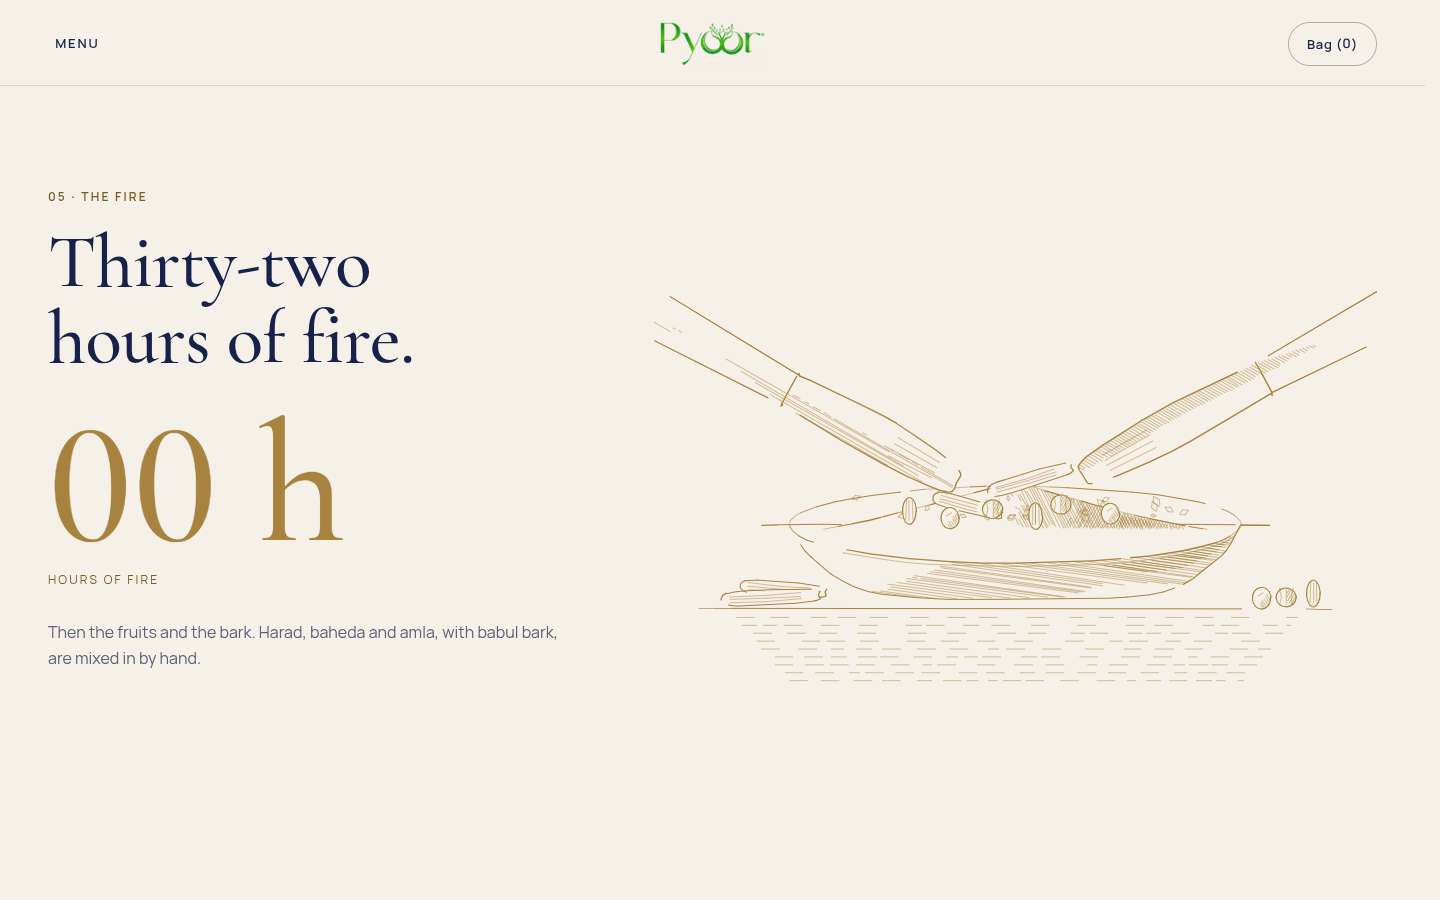 MENU
Pyoor
Bag (0)
05 · THE FIRE
Thirty-two
hours of fire.
00 h
HOURS OF FIRE
Then the fruits and the bark. Harad, baheda and amla, with babul bark,
are mixed in by hand.